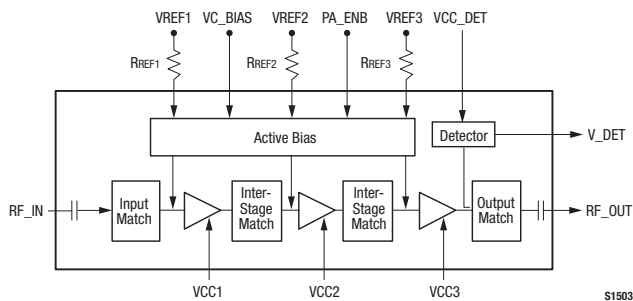 VREF1 VC_BIAS VREF2 PA_ENB VREF3 VCC_DET
RREF1 RREF2 RREF3
Active Bias
Detector
V_DET
RF_IN
Input
Match
Inter-
Stage
Match
Inter-
Stage
Match
Output
Match
RF_OUT
VCC1 VCC2 VCC3
S1503